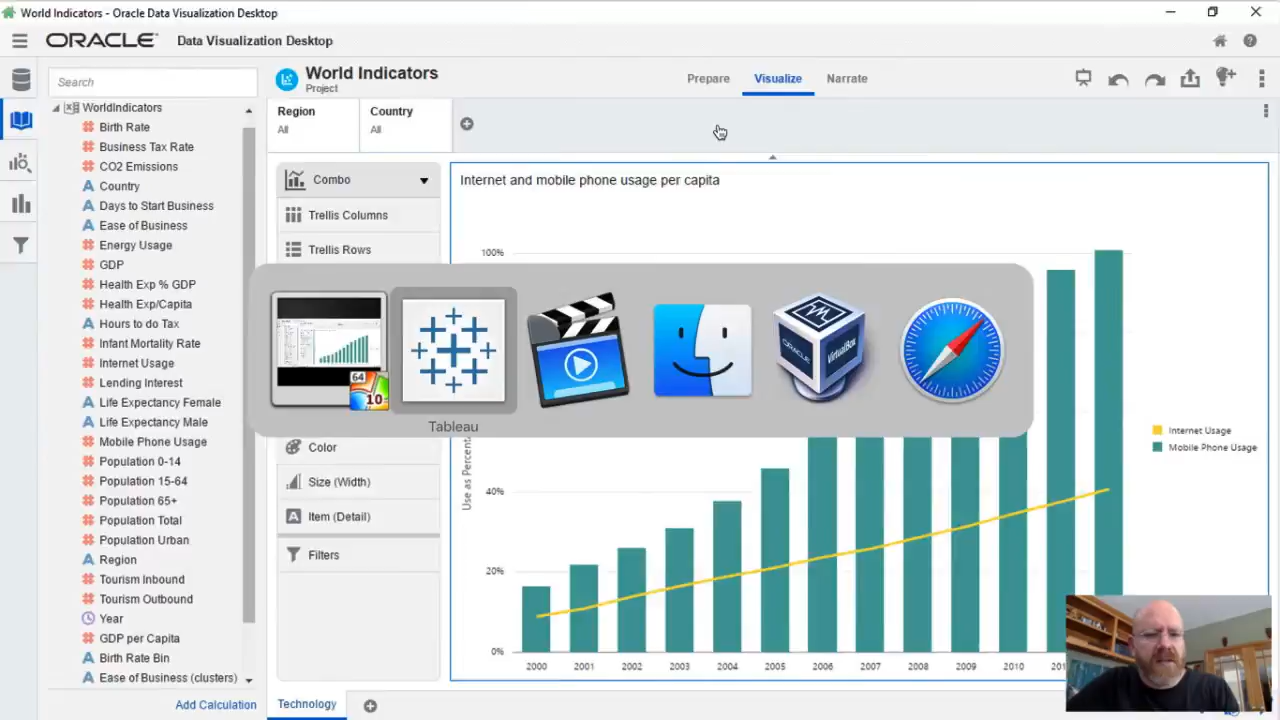 World Indicators - Oracle Data Visualization Desktop
ORACLE Data Visualization Desktop
Search
WorldIndicators
Birth Rate
Business Tax Rate
CO2 Emissions
Country
Days to Start Business
Ease of Business
Energy Usage
GDP
Health Exp % GDP
Health Exp/Capita
Hours to do Tax
Infant Mortality Rate
Internet Usage
Lending Interest
Life Expectancy Female
Life Expectancy Male
Mobile Phone Usage
Population 0-14
Population 15-64
Population 65+
Population Total
Population Urban
Region
Tourism Inbound
Tourism Outbound
Year
GDP per Capita
Birth Rate Bin
Ease of Business (clusters)
Add Calculation
World Indicators
Project
Prepare Visualize Narrate
Region
All
Country
All
Combo
Trellis Columns
Trellis Rows
Color
Size (Width)
Item (Detail)
Filters
Internet and mobile phone usage per capita
100%
40%
20%
0%
2000 2001 2002 2003 2004 2005 2006 2007 2008 2009 2010
Internet Usage
Mobile Phone Usage
64
10
Tableau
ORACLE
VirtualBox
Technology